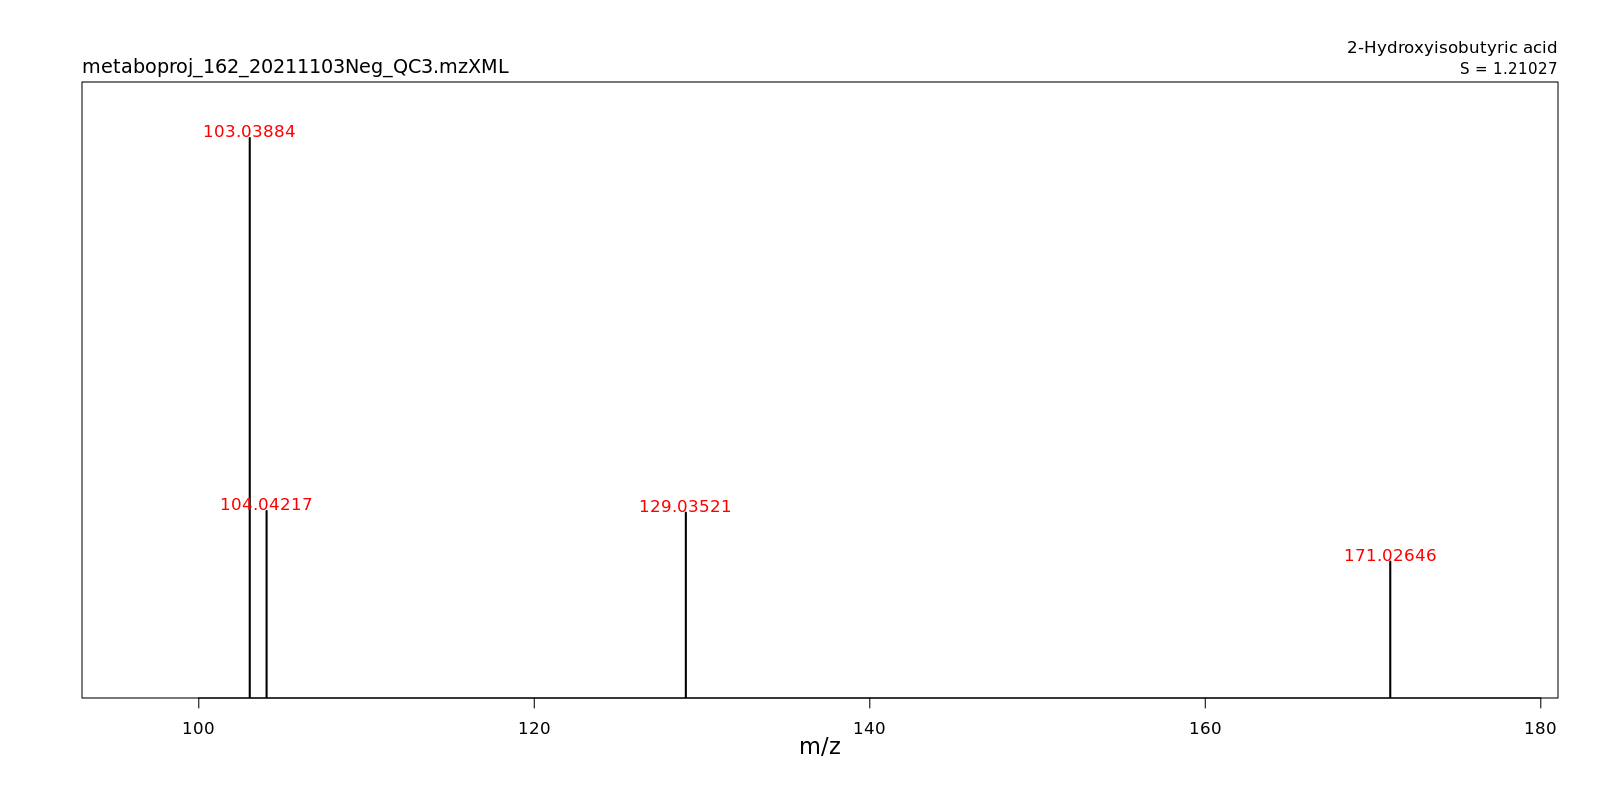 2-Hydroxyisobutyric acid
metaboproj_162_20211103Neg_QC3.mzXML
S = 1.21027
103.03884
104.04217
129.03521
171.02646
100 120 140 160 180
m/z